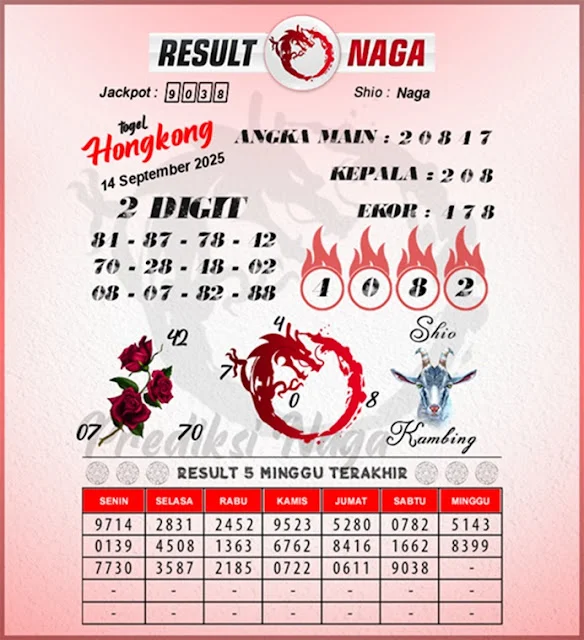 RESULT NAGA
Jackpot : 9038
Shio : Naga
togel
Hongkong
14 September 2025
ANGKA MAIN : 2 0 8 4 7
KEPALA : 2 0 8
EKOR : 4 7 8
2 DIGIT
84 - 87 - 78 - 42
70 - 28 - 48 - 02
08 - 07 - 82 - 88
4 0 8 2
42
07
70
4
7
0
8
Shio
Kambing
Prediksi Naga
RESULT 5 MINGGU TERAKHIR
SENIN SELASA RABU KAMIS JUMAT SABTU MINGGU
9714 2831 2452 9523 5280 0782 5143
0139 4508 1363 6762 8416 1662 8399
7730 3587 2185 0722 0611 9038 -
- - - - - - -
- - - - - - -